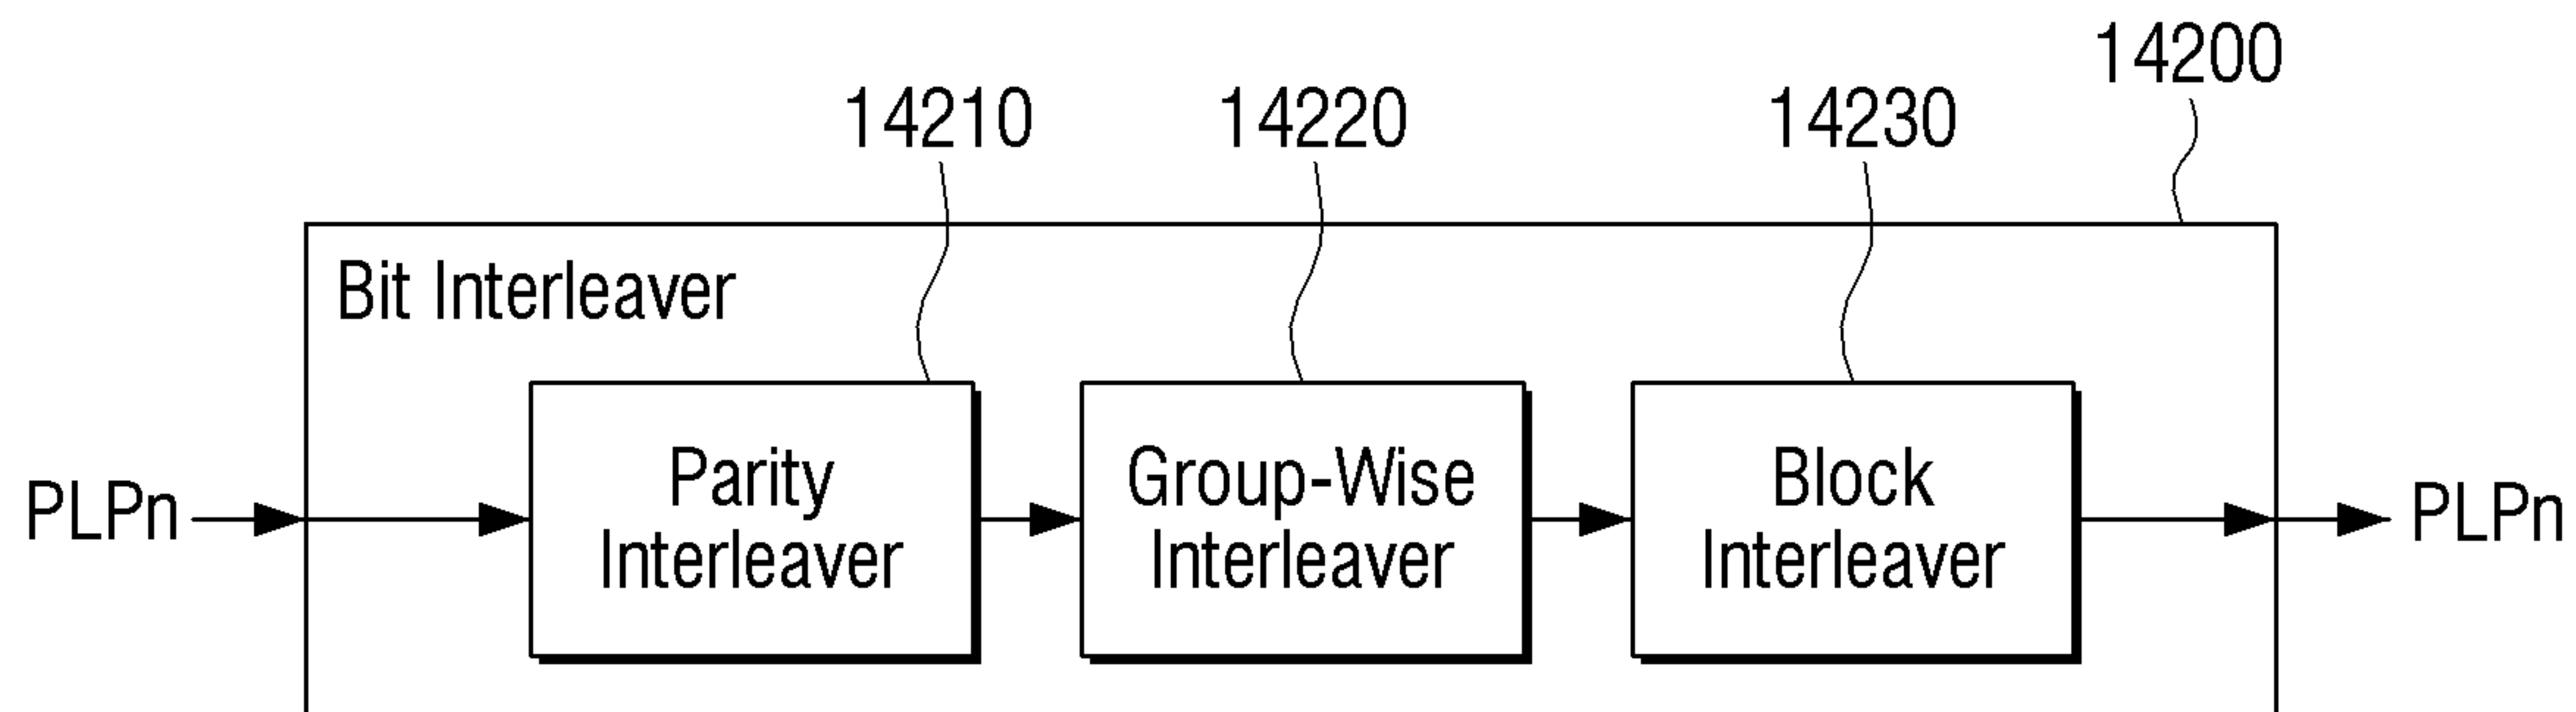 14200
14210 14220 14230
Bit Interleaver
PLPn
Parity
Interleaver
Group-Wise
Interleaver
Block
Interleaver
PLPn